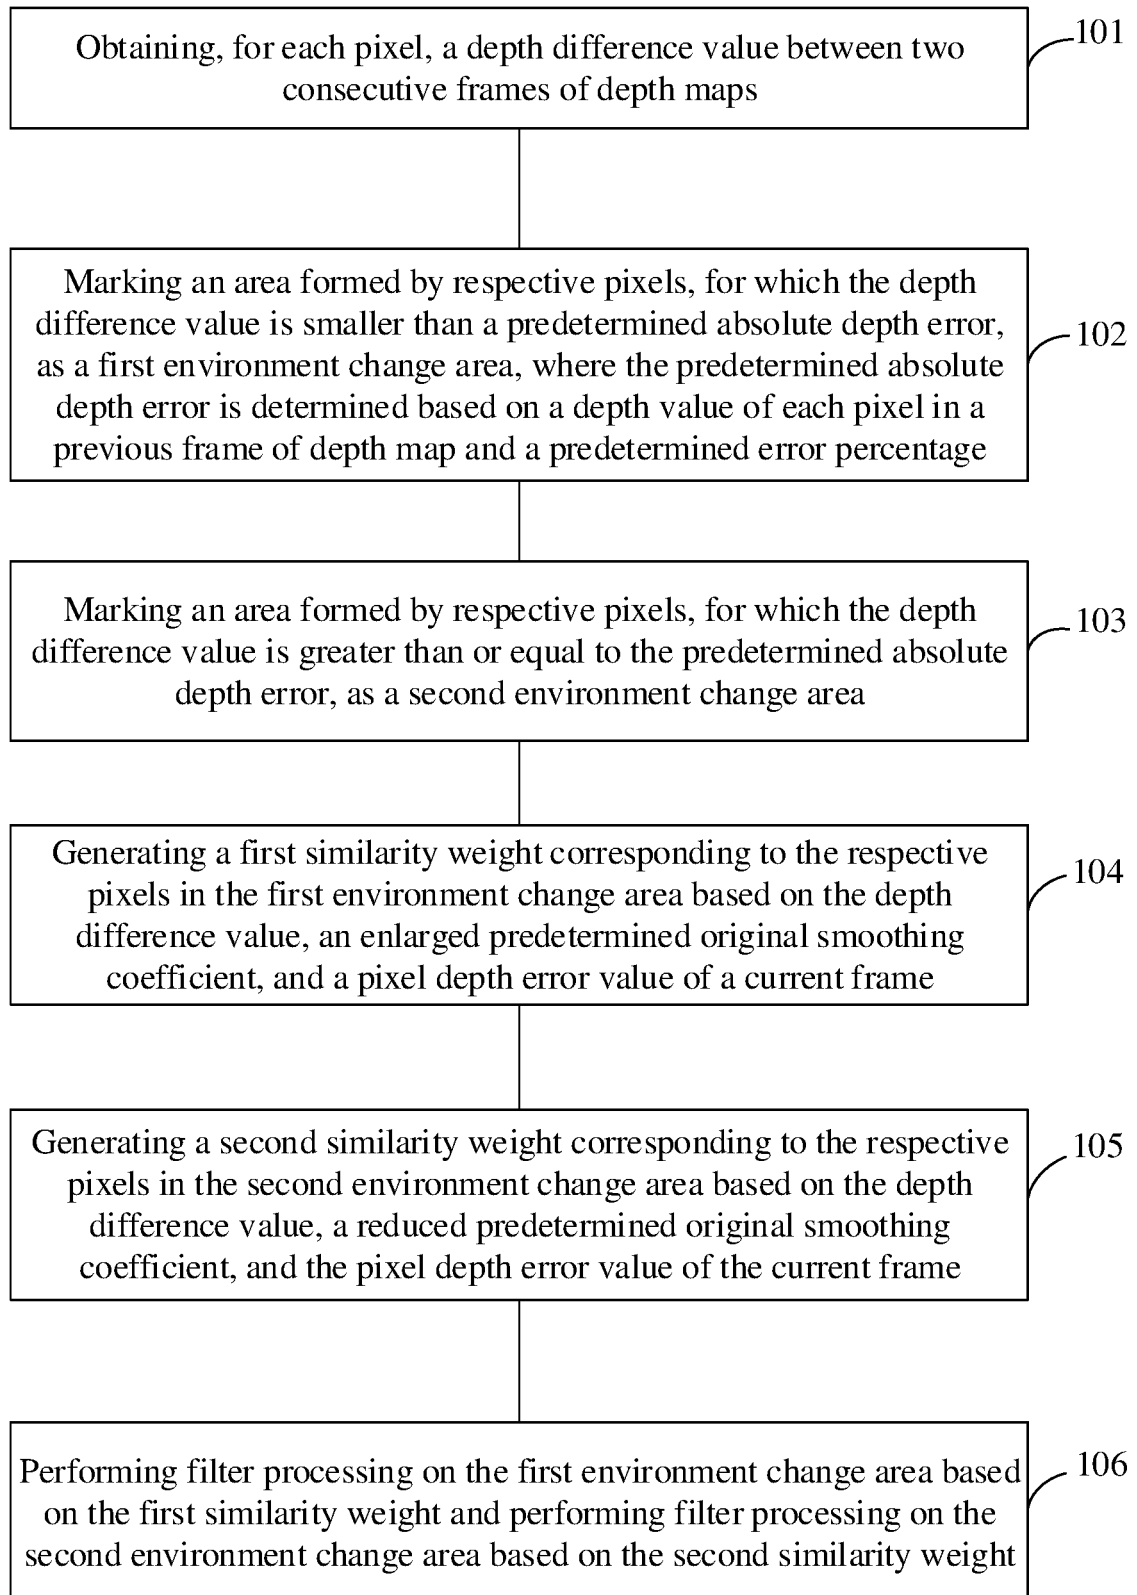 Obtaining, for each pixel, a depth difference value between two
consecutive frames of depth maps
101
Marking an area formed by respective pixels, for which the depth
difference value is smaller than a predetermined absolute depth error,
as a first environment change area, where the predetermined absolute
depth error is determined based on a depth value of each pixel in a
previous frame of depth map and a predetermined error percentage
102
Marking an area formed by respective pixels, for which the depth
difference value is greater than or equal to the predetermined absolute
depth error, as a second environment change area
103
Generating a first similarity weight corresponding to the respective
pixels in the first environment change area based on the depth
difference value, an enlarged predetermined original smoothing
coefficient, and a pixel depth error value of a current frame
104
Generating a second similarity weight corresponding to the respective
pixels in the second environment change area based on the depth
difference value, a reduced predetermined original smoothing
coefficient, and the pixel depth error value of the current frame
105
Performing filter processing on the first environment change area based
on the first similarity weight and performing filter processing on the
second environment change area based on the second similarity weight
106